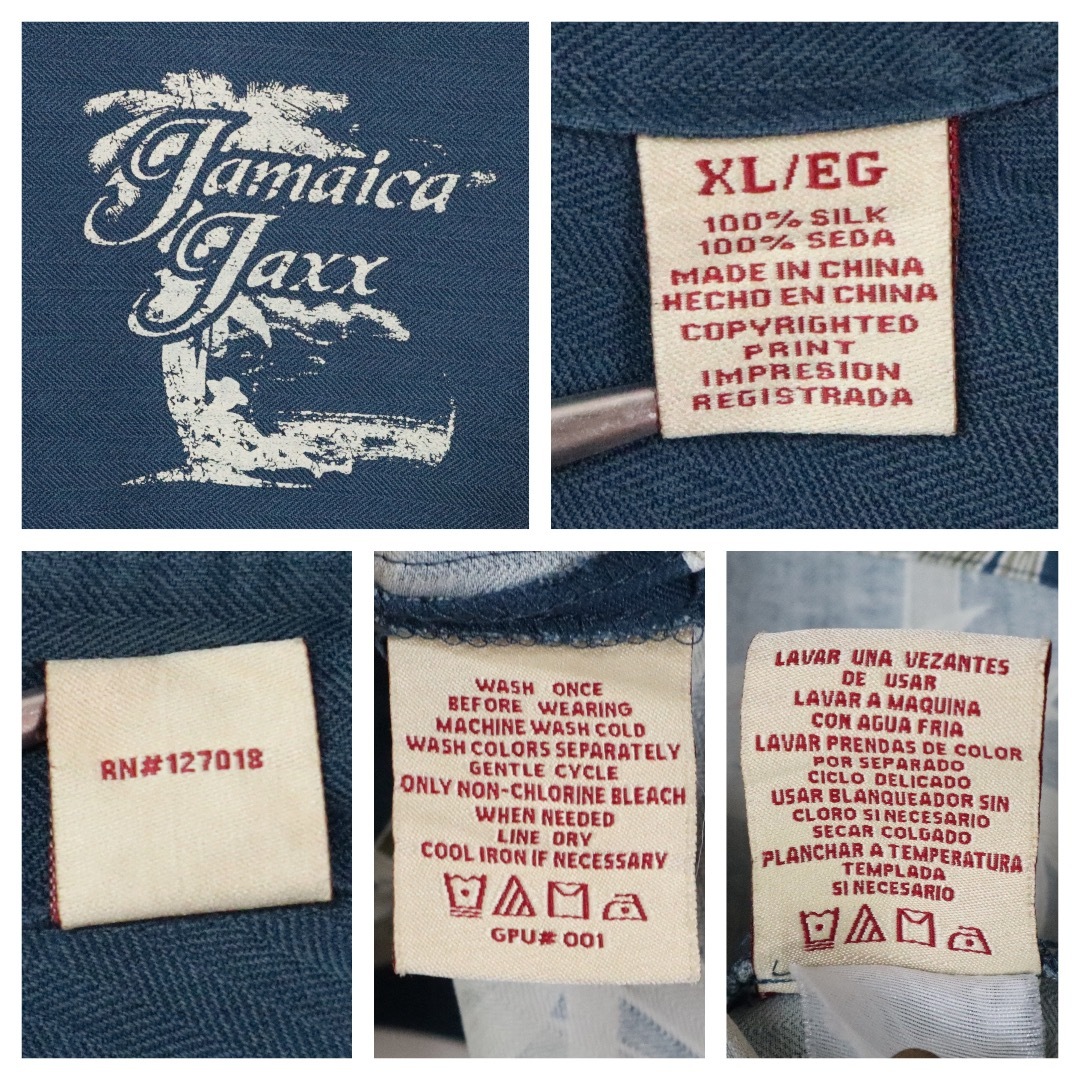 Jamaica
Jaxx
XL/EG
100% SILK
100% SEDA
MADE IN CHINA
HECHO EN CHINA
COPYRIGHTED
PRINT
IMPRESION
REGISTRADA
RN#127018
WASH ONCE
BEFORE WEARING
MACHINE WASH COLD
WASH COLORS SEPARATELY
GENTLE CYCLE
ONLY NON-CHLORINE BLEACH
WHEN NEEDED
LINE DRY
COOL IRON IF NECESSARY
GPU# 001
LAVAR UNA VEZANTES
DE USAR
LAVAR A MAQUINA
CON AGUA FRIA
LAVAR PRENDAS DE COLOR
POR SEPARADO
CICLO DELICADO
USAR BLANQUEADOR SIN
CLORO SI NECESARIO
SECAR COLGADO
PLANCHAR A TEMPERATURA
TEMPLADA
SI NECESARIO